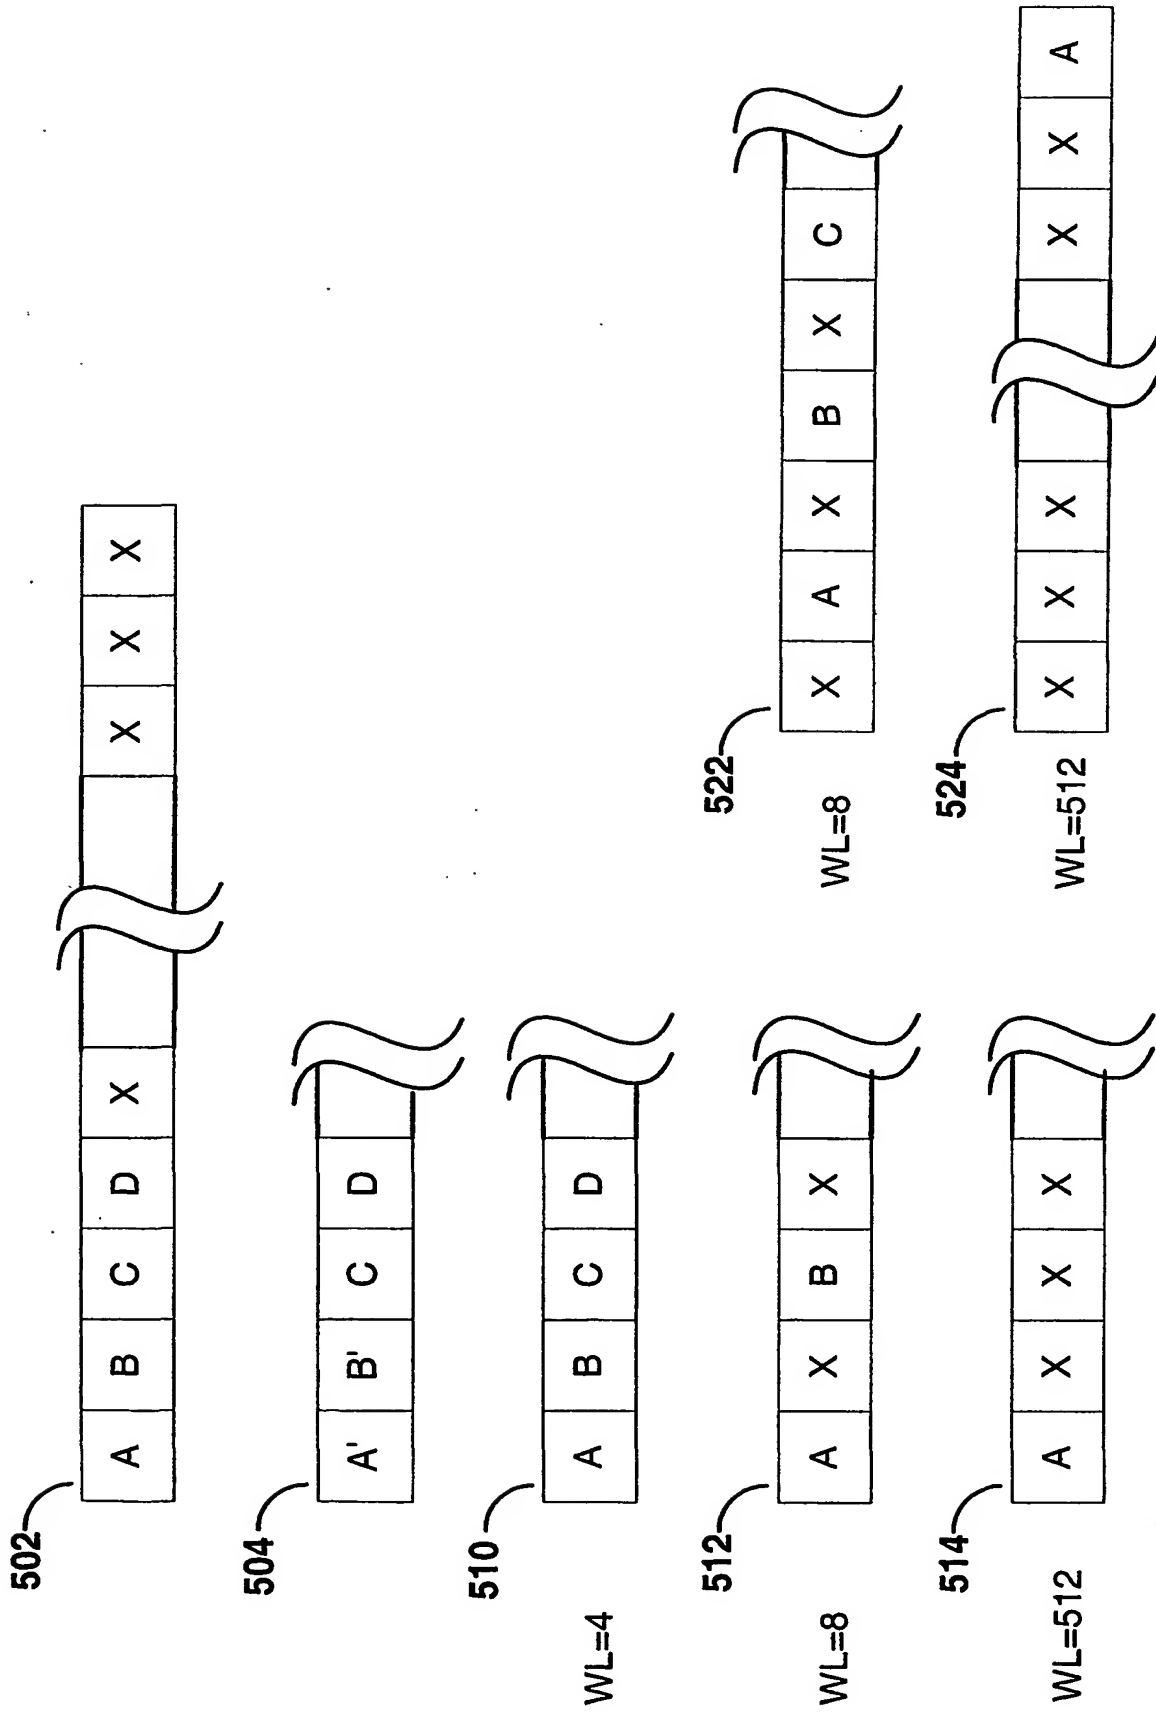 502
A B C D X X X X
504
A' B' C D
510
WL=4
A B C D
512
WL=8
A X B X
522
WL=8
X A X B X C
514
WL=512
A X X X
524
WL=512
X X X X X A